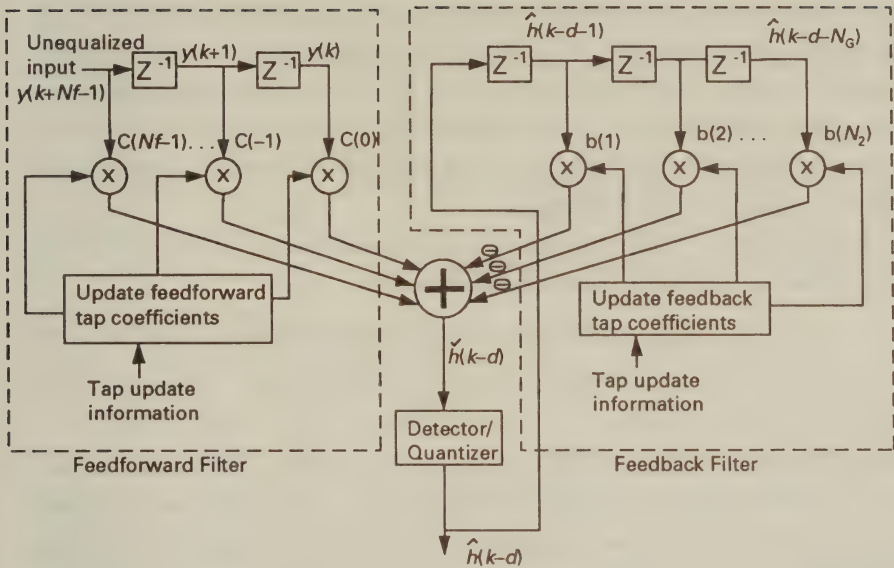 Unequalized
input
y(k+Nf–1)
Z⁻¹
y(k+1)
Z⁻¹
y(k)
C(Nf–1)...
C(–1)
C(0)
x
x
x
Update feedforward
tap coefficients
Tap update
information
Feedforward Filter
ĥ(k–d–1)
ĥ(k–d–N_G)
Z⁻¹
Z⁻¹
Z⁻¹
b(1)
b(2) ...
b(N₂)
x
x
x
⊖
⊖
⊖
+
Update feedback
tap coefficients
Tap update
information
Feedback Filter
ȟ(k–d)
Detector/
Quantizer
ĥ(k–d)